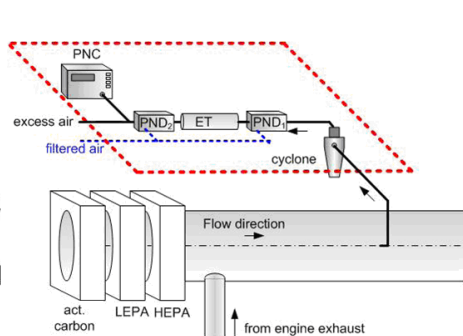 PNC
excess air
PND₂
ET
PND₁
filtered air
cyclone
Flow direction
act.
carbon
LEPA HEPA
from engine exhaust